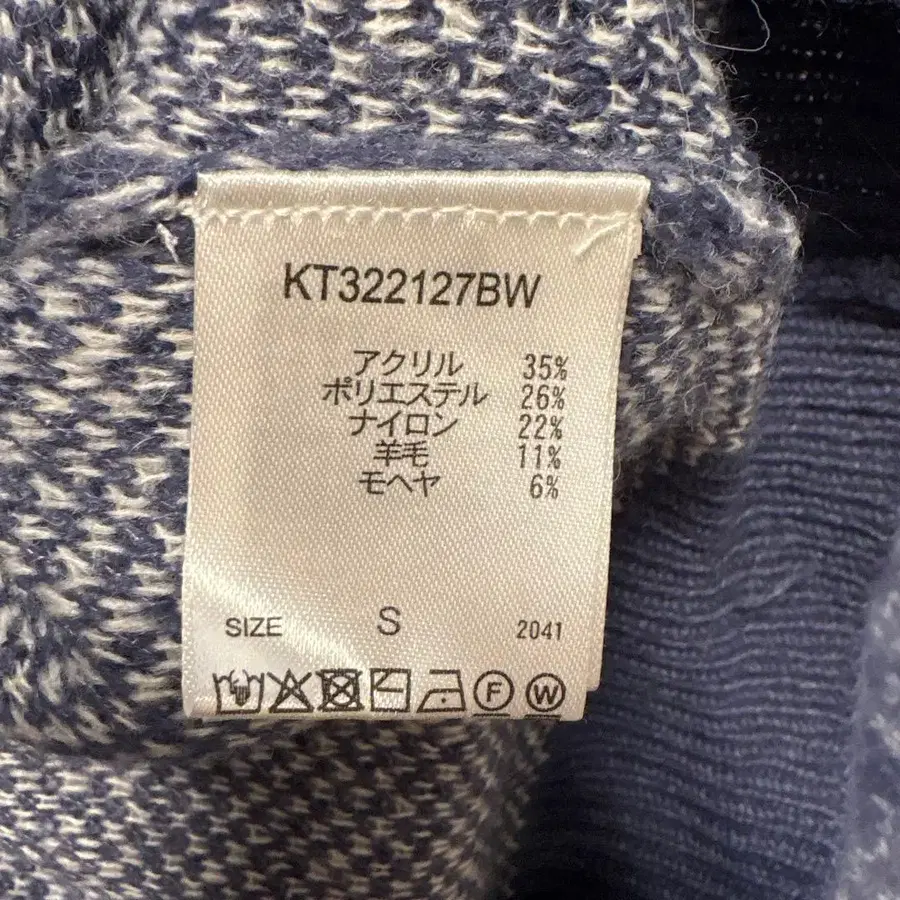 KT322127BW
アクリル 35%
ポリエステル 26%
ナイロン 22%
羊毛 11%
モヘヤ 6%
SIZE S 2041
F W